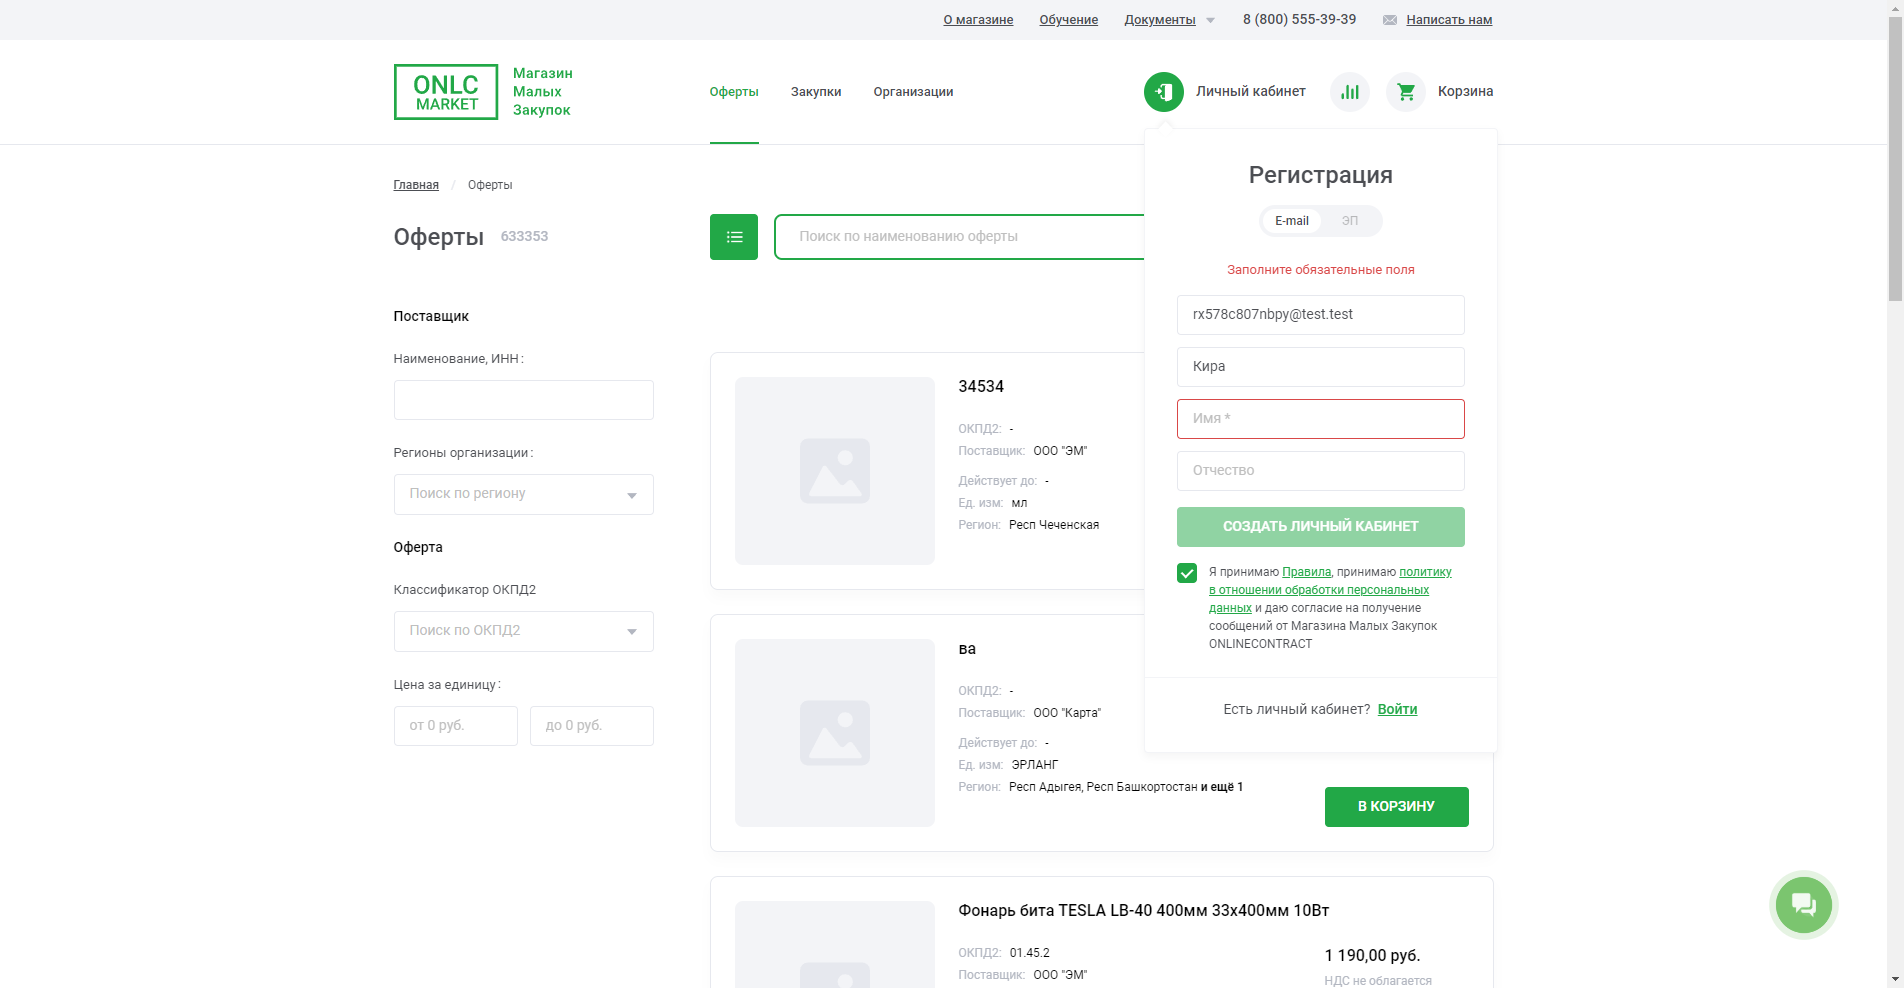 О магазине
Обучение
Документы
8 (800) 555-39-39
Написать нам
ONLC
MARKET
Магазин
Малых
Закупок
Оферты
Закупки
Организации
Личный кабинет
Корзина
Главная / Оферты
Оферты 633353
Поиск по наименованию оферты
Поставщик
Наименование, ИНН:
Регионы организации:
Поиск по региону
Оферта
Классификатор ОКПД2
Поиск по ОКПД2
Цена за единицу:
от 0 руб.
до 0 руб.
34534
ОКПД2: -
Поставщик: ООО "ЭМ"
Действует до: -
Ед. изм: мл
Регион: Респ Чеченская
ва
ОКПД2: -
Поставщик: ООО "Карта"
Действует до: -
Ед. изм: ЭРЛАНГ
Регион: Респ Адыгея, Респ Башкортостан и ещё 1
В КОРЗИНУ
Фонарь бита TESLA LB-40 400мм 33х400мм 10Вт
ОКПД2: 01.45.2
Поставщик: ООО "ЭМ"
1 190,00 руб.
НДС не облагается
Регистрация
E-mail
ЭП
Заполните обязательные поля
rx578c807nbpy@test.test
Кира
Имя *
Отчество
СОЗДАТЬ ЛИЧНЫЙ КАБИНЕТ
Я принимаю Правила, принимаю политику
в отношении обработки персональных
данных и даю согласие на получение
сообщений от Магазина Малых Закупок
ONLINECONTRACT
Есть личный кабинет? Войти